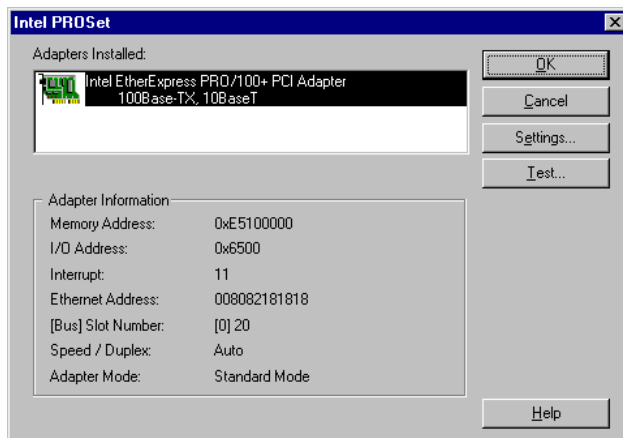 Intel PROSet
Adapters Installed:
Intel EtherExpress PRO/100+ PCI Adapter
100Base-TX, 10BaseT
OK
Cancel
Settings...
Test...
Adapter Information
Memory Address: 0xE5100000
I/O Address: 0x6500
Interrupt: 11
Ethernet Address: 008082181818
[Bus] Slot Number: [0] 20
Speed / Duplex: Auto
Adapter Mode: Standard Mode
Help